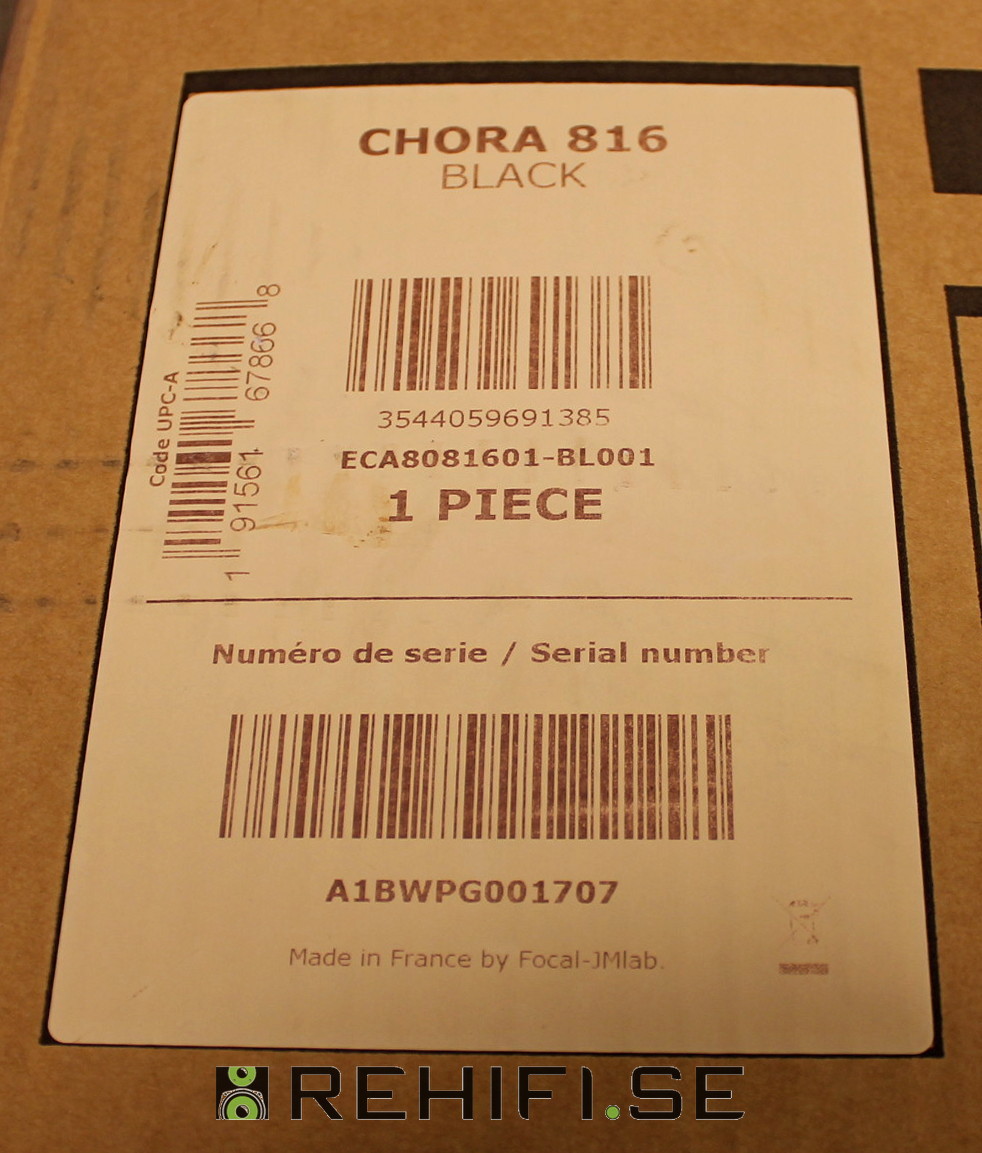 CHORA 816
BLACK
Code UPC-A
1 91561 67866 8
3544059691385
ECA8081601-BL001
1 PIECE
Numéro de serie / Serial number
A1BWPG001707
Made in France by Focal-JMlab.
REHIFI.SE